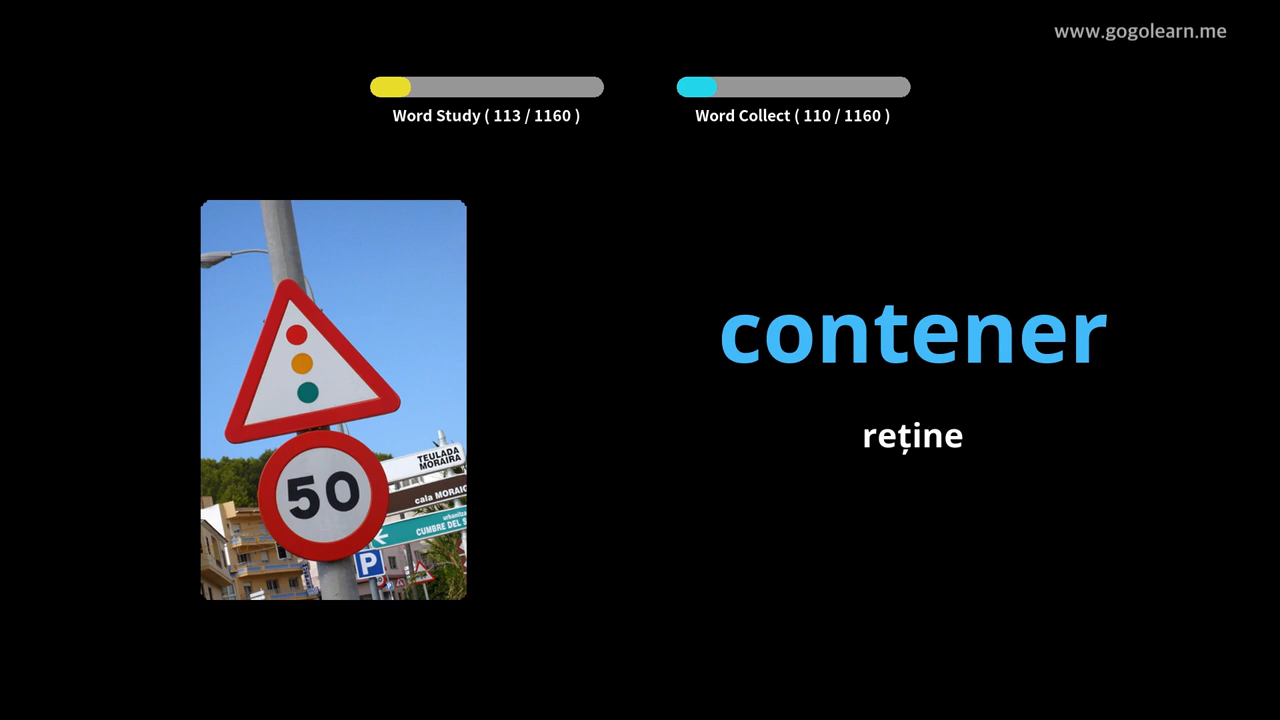 www.gogolearn.me
Word Study ( 113 / 1160 )
Word Collect ( 110 / 1160 )
contener
reține
50
TEULADA
MORAIRA
cala
urbanitza
CUMBRE DEL
P